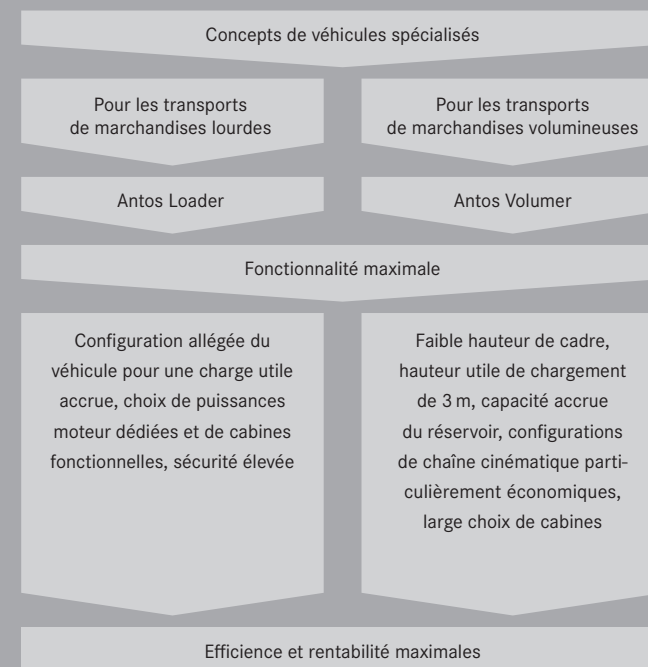 Concepts de véhicules spécialisés
Pour les transports
de marchandises lourdes
Pour les transports
de marchandises volumineuses
Antos Loader
Antos Volumer
Fonctionnalité maximale
Configuration allégée du
véhicule pour une charge utile
accrue, choix de puissances
moteur dédiées et de cabines
fonctionnelles, sécurité élevée
Faible hauteur de cadre,
hauteur utile de chargement
de 3 m, capacité accrue
du réservoir, configurations
de chaîne cinématique parti-
culièrement économiques,
large choix de cabines
Efficience et rentabilité maximales